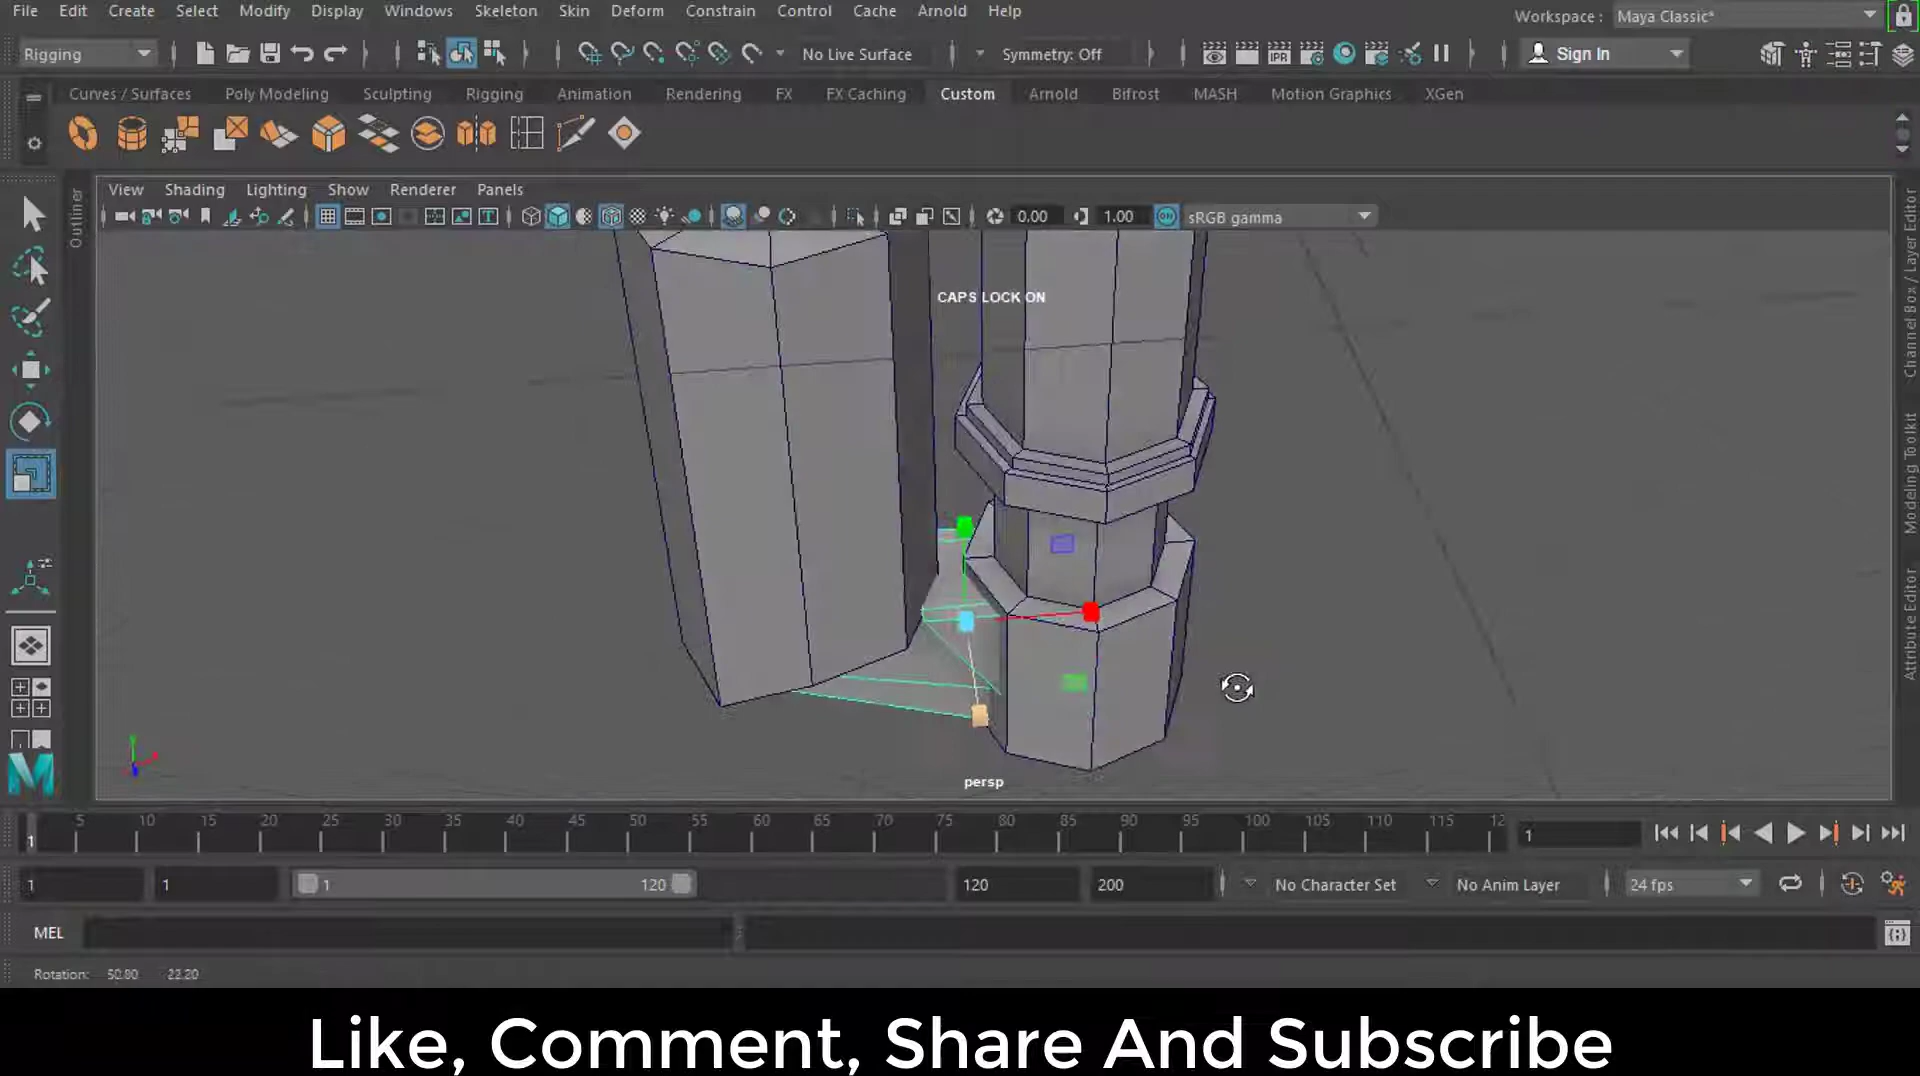 File Edit Create Select Modify Display Windows Skeleton Skin Deform Constrain Control Cache Arnold Help
Workspace : Maya Classic*
Rigging No Live Surface Symmetry: Off IPR Sign In
Curves / Surfaces Poly Modeling Sculpting Rigging Animation Rendering FX FX Caching Custom Arnold Bifrost MASH Motion Graphics XGen
Outliner
View Shading Lighting Show Renderer Panels
0.00 1.00 ON sRGB gamma
CAPS LOCK ON
persp
Channel Box / Layer Editor
Modeling Toolkit
Attribute Editor
5 10 15 20 25 30 35 40 45 50 55 60 65 70 75 80 85 90 95 100 105 110 115 12
1 1
1 1 1 120 120 200 No Character Set No Anim Layer 24 fps
MEL
Rotation: 50.80 22.20
Like, Comment, Share And Subscribe